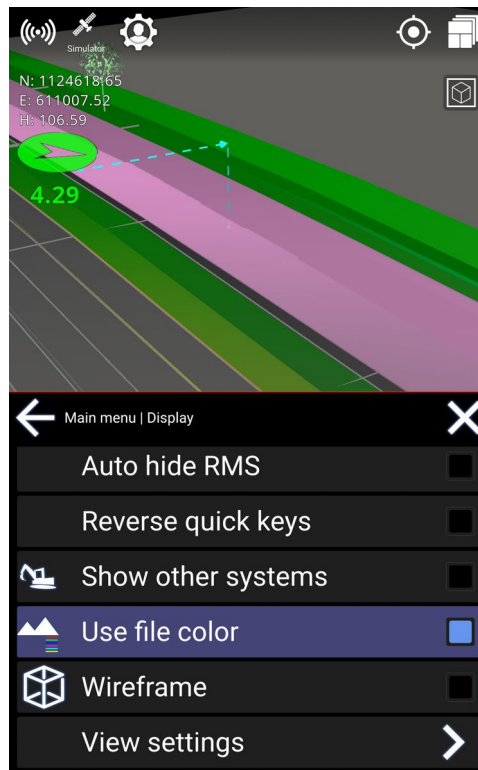 Simulator
N: 1124618.65
E: 611007.52
H: 106.59
4.29
Main menu | Display
Auto hide RMS
Reverse quick keys
Show other systems
Use file color
Wireframe
View settings